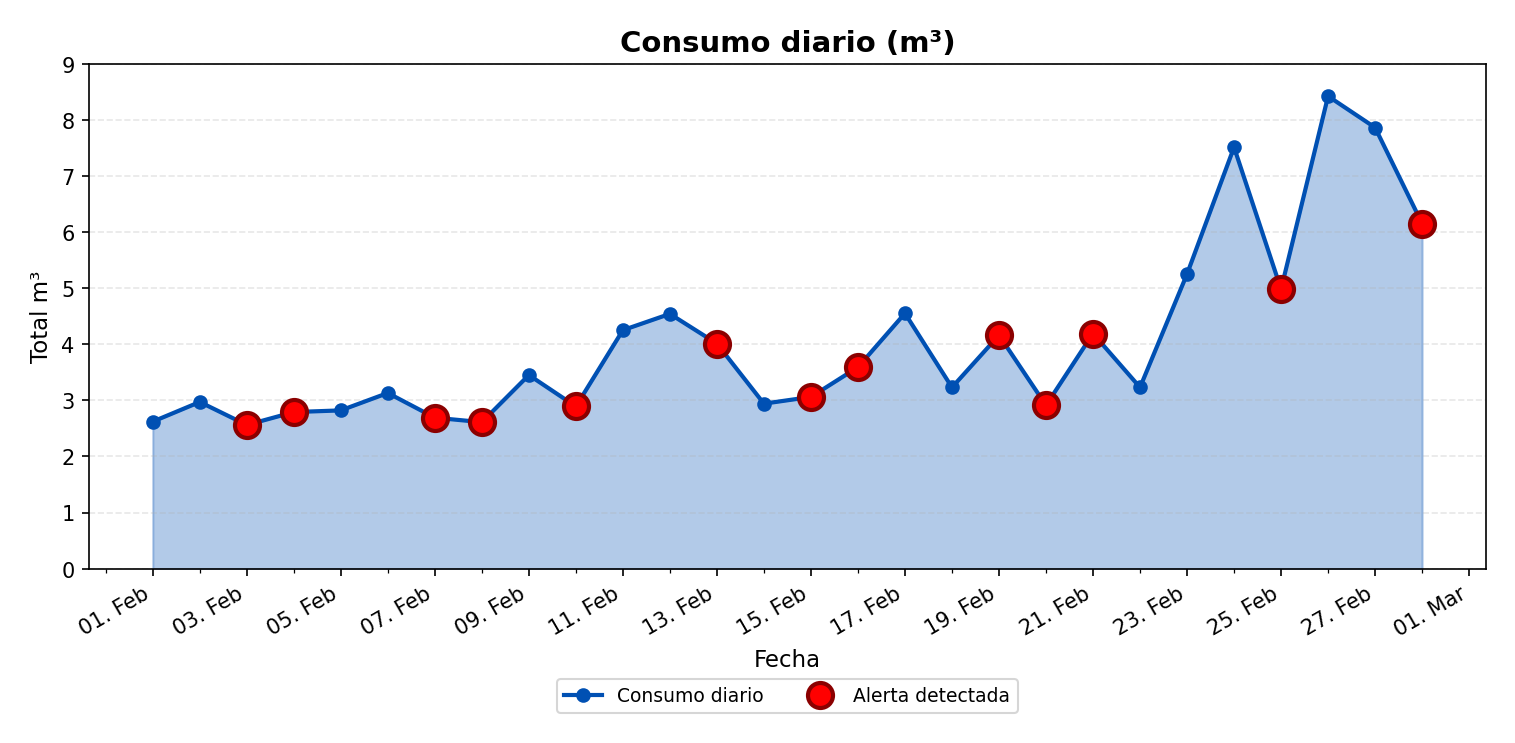 Consumo diario (m³)
Total m³
9
8
7
6
5
4
3
2
1
0
01. Feb
03. Feb
05. Feb
07. Feb
09. Feb
11. Feb
13. Feb
15. Feb
17. Feb
19. Feb
21. Feb
23. Feb
25. Feb
27. Feb
01. Mar
Fecha
Consumo diario
Alerta detectada